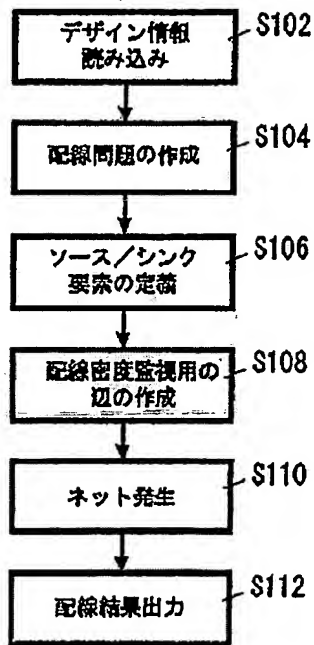 デザイン情報
読み込み
S102
配線問題の作成
S104
ソース／シンク
要素の定義
S106
配線密度監視用の
辺の作成
S108
ネット発生
S110
配線結果出力
S112